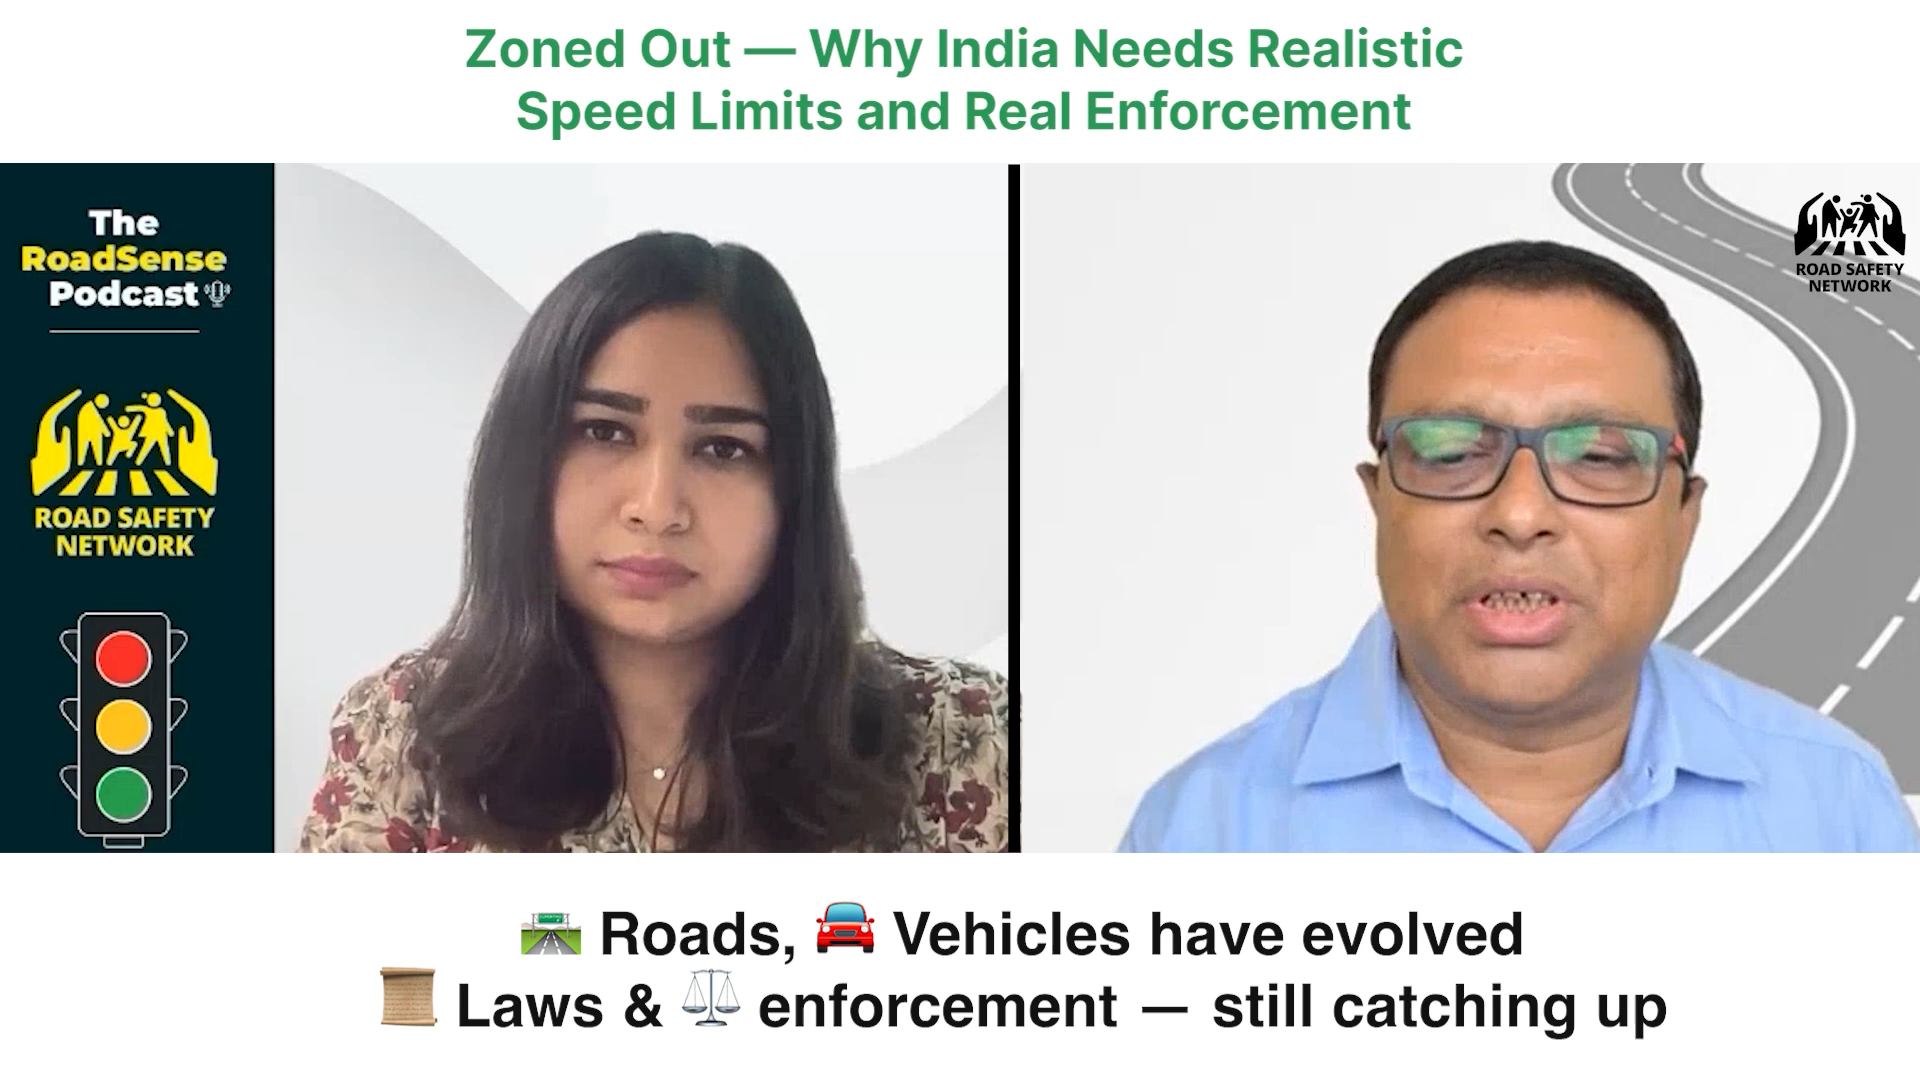 Zoned Out — Why India Needs Realistic
Speed Limits and Real Enforcement
The
RoadSense
Podcast
ROAD SAFETY
NETWORK
ROAD SAFETY
NETWORK
Roads, Vehicles have evolved
Laws & enforcement — still catching up